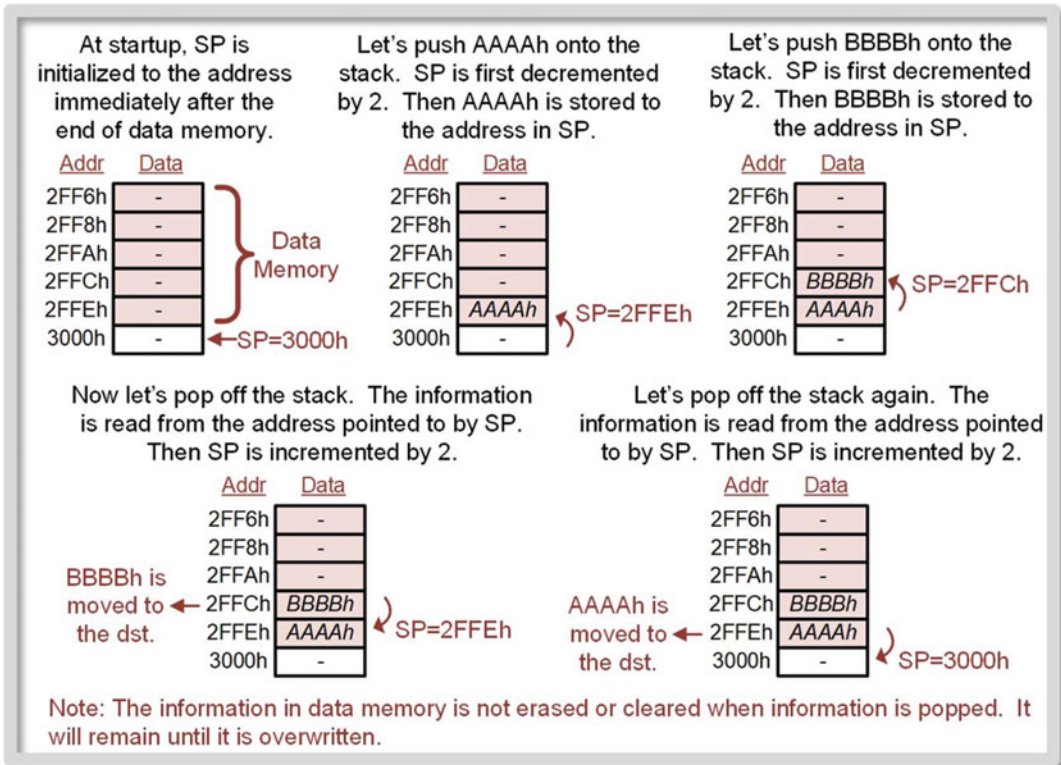 At startup, SP is
initialized to the address
immediately after the
end of data memory.
Addr Data
2FF6h -
2FF8h -
2FFAh -
2FFCh -
2FFEh -
3000h -
Data
Memory
SP=3000h
Let's push AAAAh onto the
stack. SP is first decremented
by 2. Then AAAAh is stored to
the address in SP.
Addr Data
2FF6h -
2FF8h -
2FFAh -
2FFCh -
2FFEh AAAAh
3000h -
SP=2FFEh
Let's push BBBBh onto the
stack. SP is first decremented
by 2. Then BBBBh is stored to
the address in SP.
Addr Data
2FF6h -
2FF8h -
2FFAh -
2FFCh BBBBh
2FFEh AAAAh
3000h -
SP=2FFCh
Now let's pop off the stack. The information
is read from the address pointed to by SP.
Then SP is incremented by 2.
Addr Data
2FF6h -
2FF8h -
2FFAh -
2FFCh BBBBh
2FFEh AAAAh
3000h -
BBBBh is
moved to
the dst.
SP=2FFEh
Let's pop off the stack again. The
information is read from the address pointed
to by SP. Then SP is incremented by 2.
Addr Data
2FF6h -
2FF8h -
2FFAh -
2FFCh BBBBh
2FFEh AAAAh
3000h -
AAAAh is
moved to
the dst.
SP=3000h
Note: The information in data memory is not erased or cleared when information is popped. It
will remain until it is overwritten.